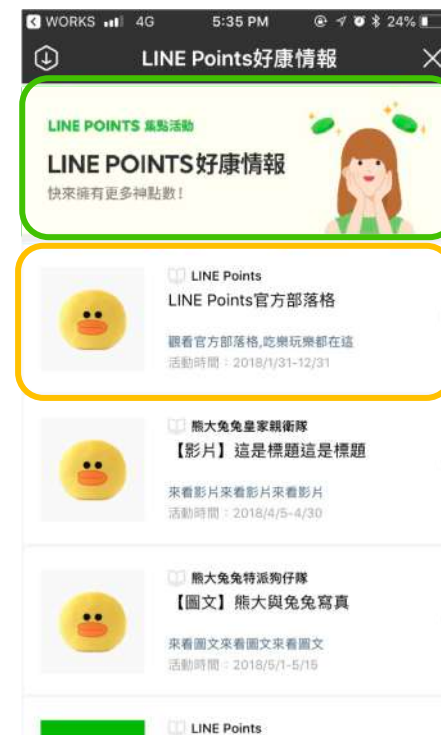 WORKS 4G 5:35 PM 24%
LINE Points好康情報
LINE POINTS 集點活動
LINE POINTS好康情報
快來擁有更多神點數!
LINE Points
LINE Points官方部落格
觀看官方部落格,吃樂玩樂都在這
活動時間:2018/1/31-12/31
熊大兔兔皇家親衛隊
【影片】這是標題這是標題
來看影片來看影片來看影片
活動時間:2018/4/5-4/30
熊大兔兔特派狗仔隊
【圖文】熊大與兔兔寫真
來看圖文來看圖文來看圖文
活動時間:2018/5/1-5/15
LINE Points